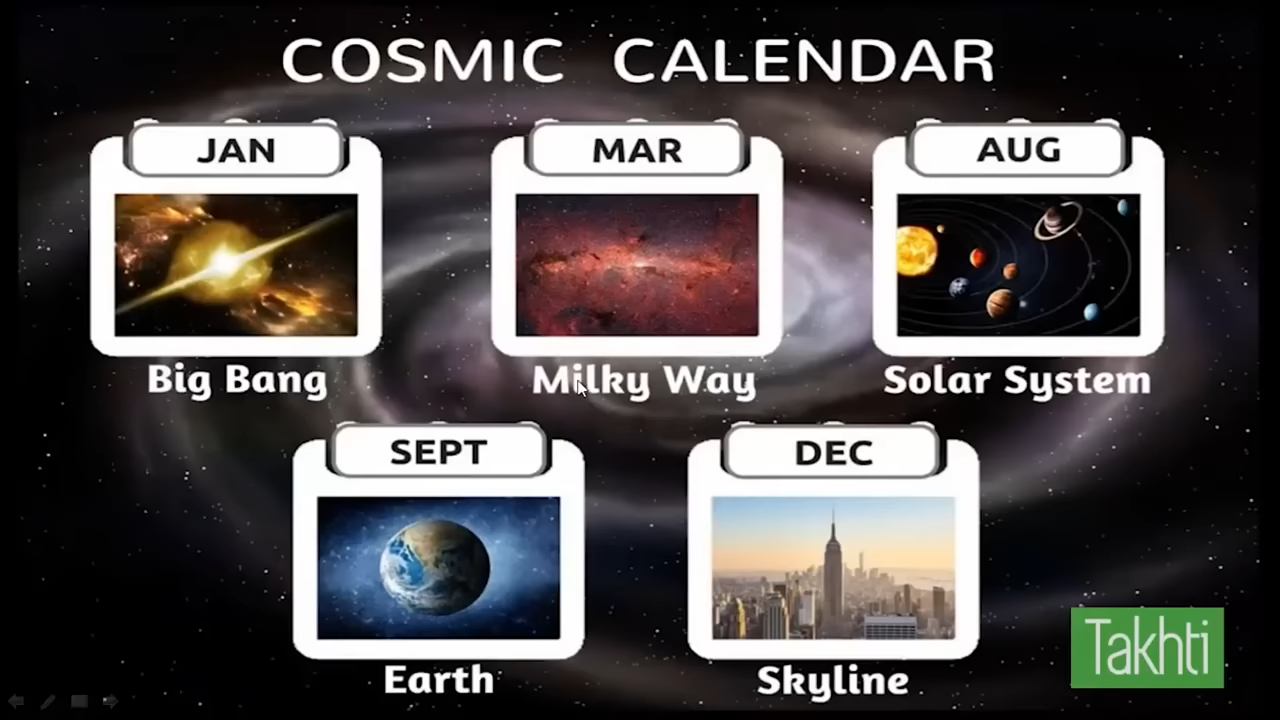 COSMIC CALENDAR
JAN
MAR
AUG
Big Bang
Milky Way
Solar System
SEPT
DEC
Earth
Skyline
Takhti